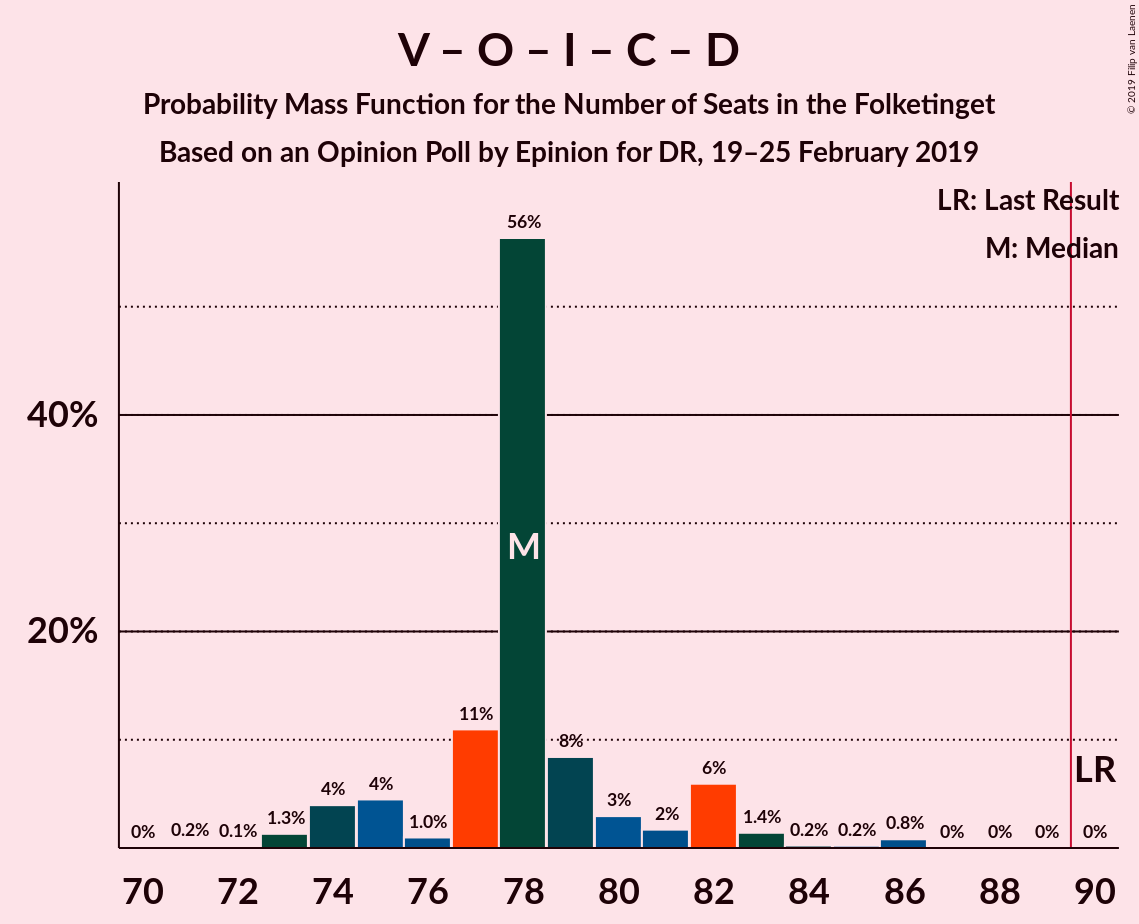 V – O – I – C – D
Probability Mass Function for the Number of Seats in the Folketinget
Based on an Opinion Poll by Epinion for DR, 19–25 February 2019
© 2019 Filip van Laenen
LR: Last Result
M: Median
56%
40%
M
20%
11%
8%
6%
LR
4%
4%
3%
2%
1.3%
1.0%
1.4%
0%
0.2%
0.1%
0.2%
0.2%
0.8%
0%
0%
0%
0%
70 72 74 76 78 80 82 84 86 88 90